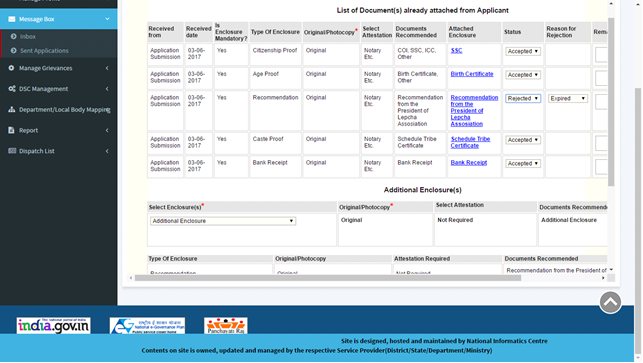 Message Box
Inbox
Sent Applications
Manage Grievances
DSC Management
Department/Local Body Mapping
Report
Dispatch List
List of Document(s) already attached from Applicant
Received from Received date Is Enclosure Mandatory? Type Of Enclosure Original/Photocopy* Select Attestation Documents Recommended Attached Enclosure Status Reason for Rejection
Application Submission 03-06-2017 Yes Citizenship Proof Original Notary Etc. COI, SSC, ICC, Other SSC Accepted
Application Submission 03-06-2017 Yes Age Proof Original Notary Etc. Birth Certificate, Other Birth Certificate Accepted
Application Submission 03-06-2017 Yes Recommendation Original Notary Etc. Recommendation from the President of Lepcha Assosiation Recommendation from the President of Lepcha Assosiation Rejected Expired
Application Submission 03-06-2017 Yes Caste Proof Original Notary Etc. Schedule Tribe Certificate Schedule Tribe Certificate Accepted
Application Submission 03-06-2017 Yes Bank Receipt Original Notary Etc. Bank Receipt Bank Receipt Accepted
Additional Enclosure(s)
Select Enclosure(s)* Original/Photocopy* Select Attestation
Additional Enclosure Original Not Required Additional Enclosure
Type Of Enclosure Original/Photocopy Attestation Required Documents Recommended
Recommendation Original Not Required Recommendation from the President of
india.gov.in
Panchayati Raj
Site is designed, hosted and maintained by National Informatics Centre
Contents on site is owned, updated and managed by the respective Service Provider(District/State/Department/Ministry)